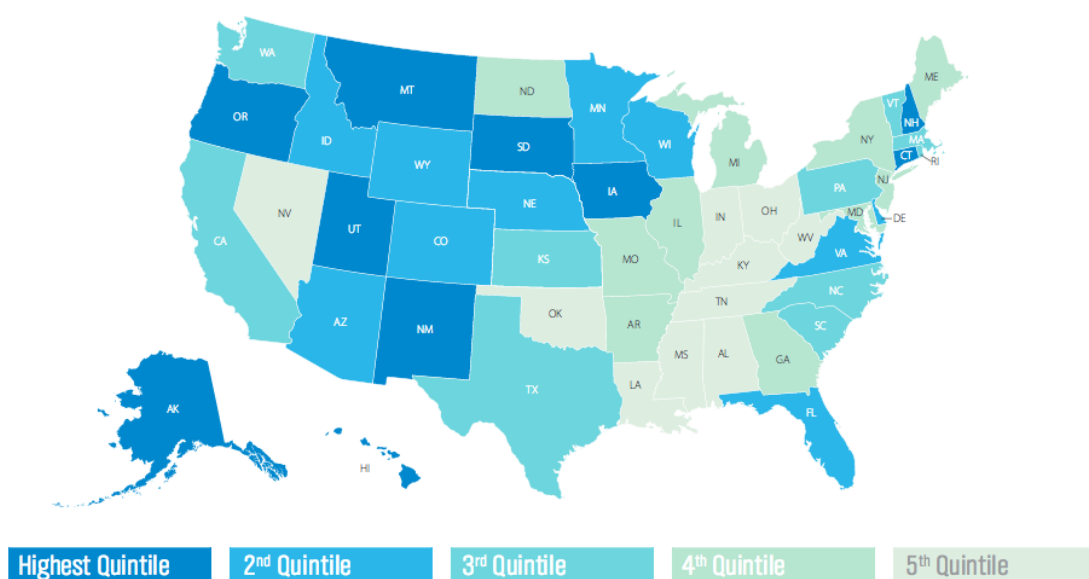 WA
MT
ND
MN
ME
OR
ID
SD
WI
VT
NH
NY
MA
WY
MI
CT
RI
IA
NE
PA
NJ
NV
UT
CO
IL
IN
OH
MD
DE
CA
KS
MO
WV
VA
KY
AZ
NM
OK
TN
NC
AR
SC
MS
AL
GA
TX
LA
FL
AK
HI
Highest Quintile
2nd Quintile
3rd Quintile
4th Quintile
5th Quintile